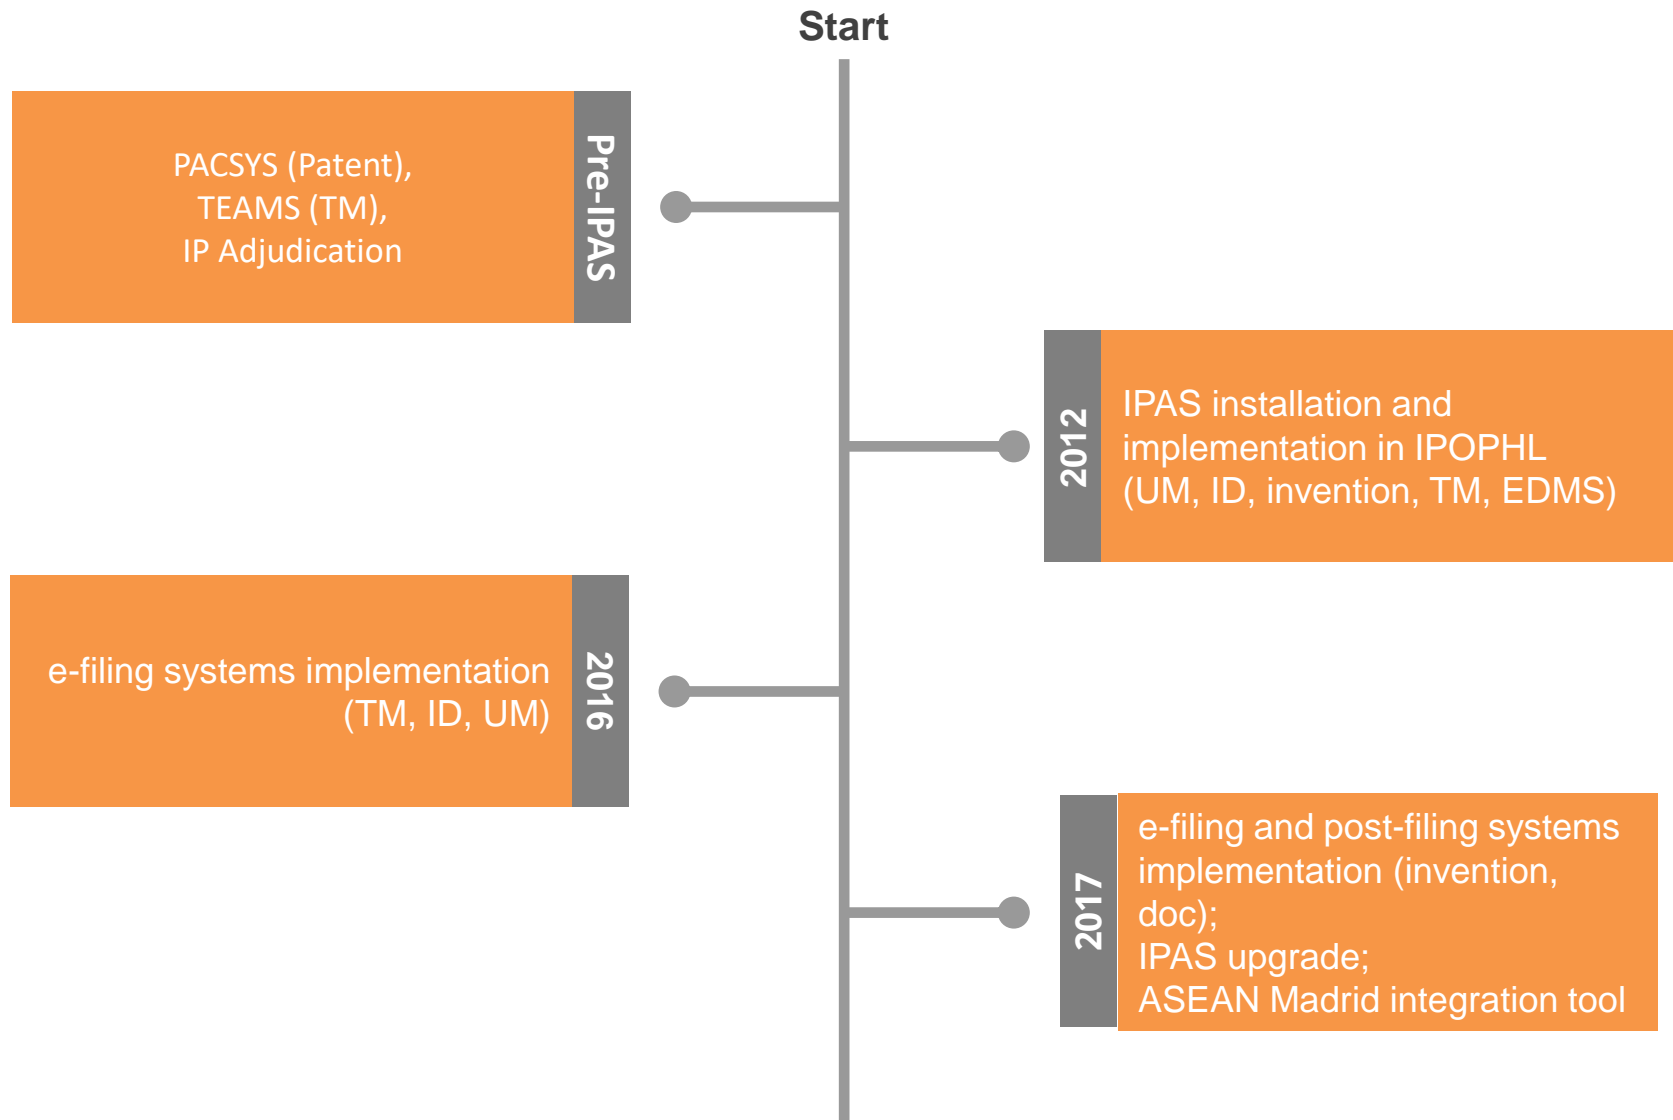 Start
PACSYS (Patent),
TEAMS (TM),
IP Adjudication
Pre-IPAS
2012
IPAS installation and
implementation in IPOPHL
(UM, ID, invention, TM, EDMS)
e-filing systems implementation
(TM, ID, UM)
2016
2017
e-filing and post-filing systems
implementation (invention,
doc);
IPAS upgrade;
ASEAN Madrid integration tool